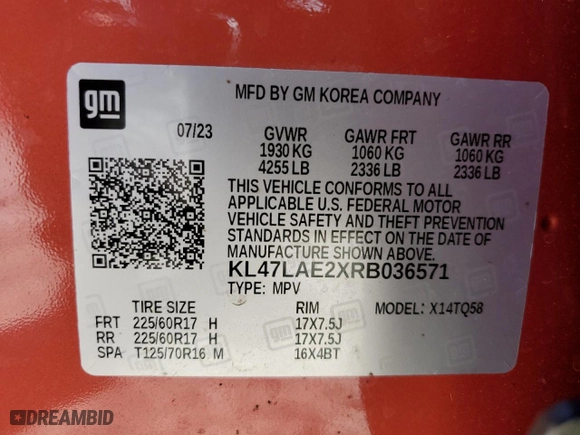 gm
MFD BY GM KOREA COMPANY
07/23 GVWR GAWR FRT GAWR RR
1930 KG 1060 KG 1060 KG
4255 LB 2336 LB 2336 LB
THIS VEHICLE CONFORMS TO ALL
APPLICABLE U.S. FEDERAL MOTOR
VEHICLE SAFETY AND THEFT PREVENTION
STANDARDS IN EFFECT ON THE DATE OF
MANUFACTURE SHOWN ABOVE.
KL47LAE2XRB036571
TYPE: MPV
TIRE SIZE RIM MODEL: X14TQ58
FRT 225/60R17 H 17X7.5J
RR 225/60R17 H 17X7.5J
SPA T125/70R16 M 16X4BT
DREAMBID